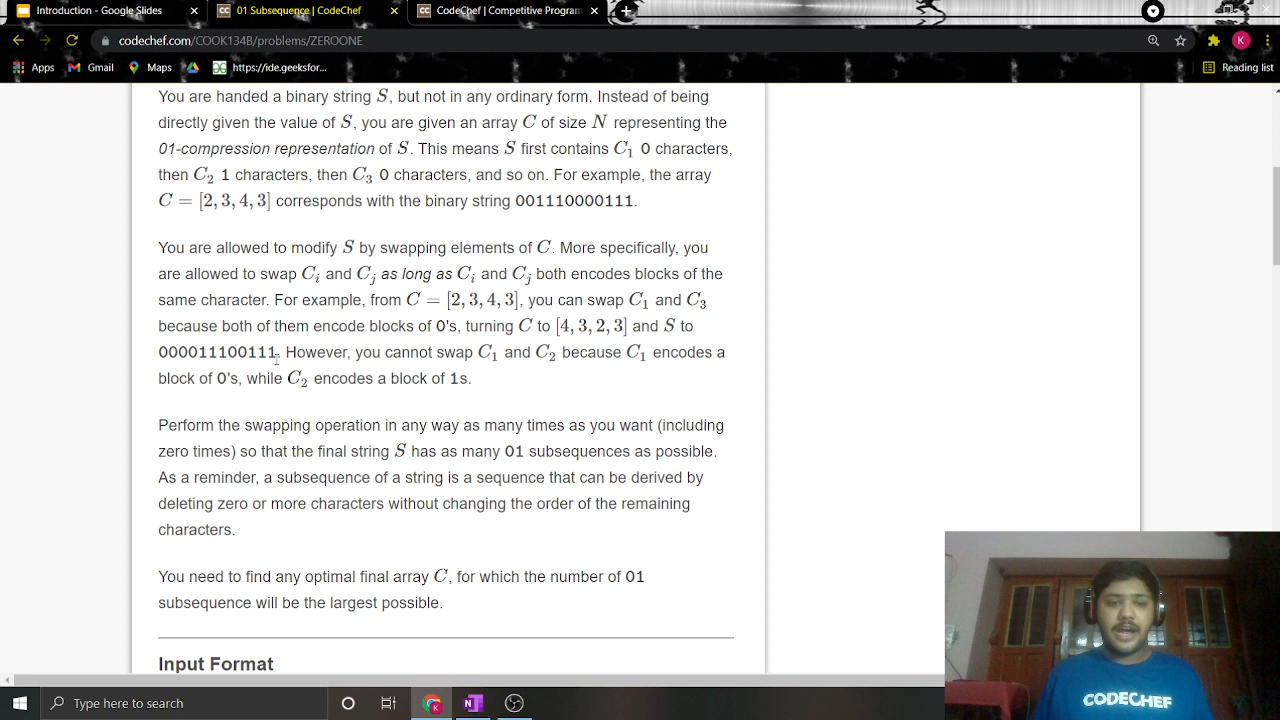 Introduction - Google Slides
01 Subsequence | CodeChef
CodeChef | Competitive Program
codechef.com/COOK134B/problems/ZEROONE
K
Apps
Gmail
Maps
https://ide.geeksfor...
Reading list
You are handed a binary string S, but not in any ordinary form. Instead of being
directly given the value of S, you are given an array C of size N representing the
01-compression representation of S. This means S first contains C₁ 0 characters,
then C₂ 1 characters, then C₃ 0 characters, and so on. For example, the array
C = [2, 3, 4, 3] corresponds with the binary string 001110000111.
You are allowed to modify S by swapping elements of C. More specifically, you
are allowed to swap Cᵢ and Cⱼ as long as Cᵢ and Cⱼ both encodes blocks of the
same character. For example, from C = [2, 3, 4, 3], you can swap C₁ and C₃
because both of them encode blocks of 0's, turning C to [4, 3, 2, 3] and S to
000011100111. However, you cannot swap C₁ and C₂ because C₁ encodes a
block of 0's, while C₂ encodes a block of 1s.
Perform the swapping operation in any way as many times as you want (including
zero times) so that the final string S has as many 01 subsequences as possible.
As a reminder, a subsequence of a string is a sequence that can be derived by
deleting zero or more characters without changing the order of the remaining
characters.
You need to find any optimal final array C, for which the number of 01
subsequence will be the largest possible.
Input Format
CODECHEF
Type here to search